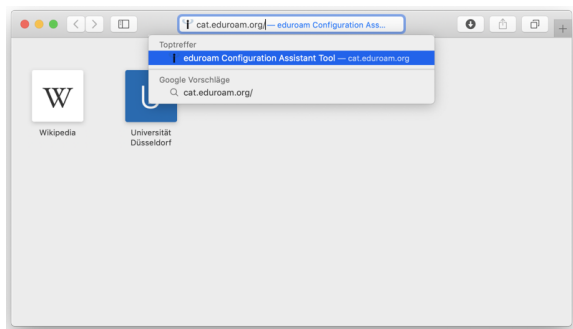 cat.eduroam.org/ — eduroam Configuration Ass...
Toptreffer
eduroam Configuration Assistant Tool — cat.eduroam.org
Google Vorschläge
cat.eduroam.org/
W
U
Wikipedia
Universität
Düsseldorf